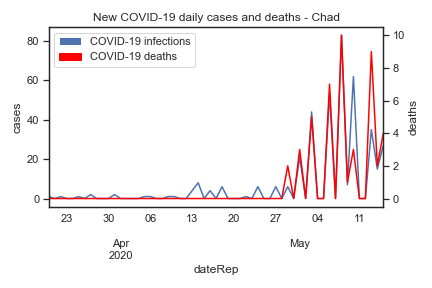 New COVID-19 daily cases and deaths - Chad
COVID-19 infections
COVID-19 deaths
80
60
40
20
0
cases
10
8
6
4
2
0
deaths
23 30 06 13 20 27 04 11
Apr May
2020
dateRep